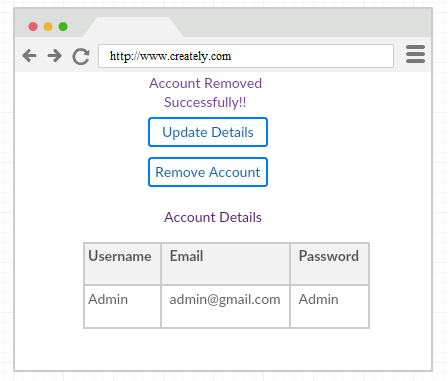 http://www.creately.com
Account Removed
Successfully!!
Update Details
Remove Account
Account Details
Username Email Password
Admin admin@gmail.com Admin